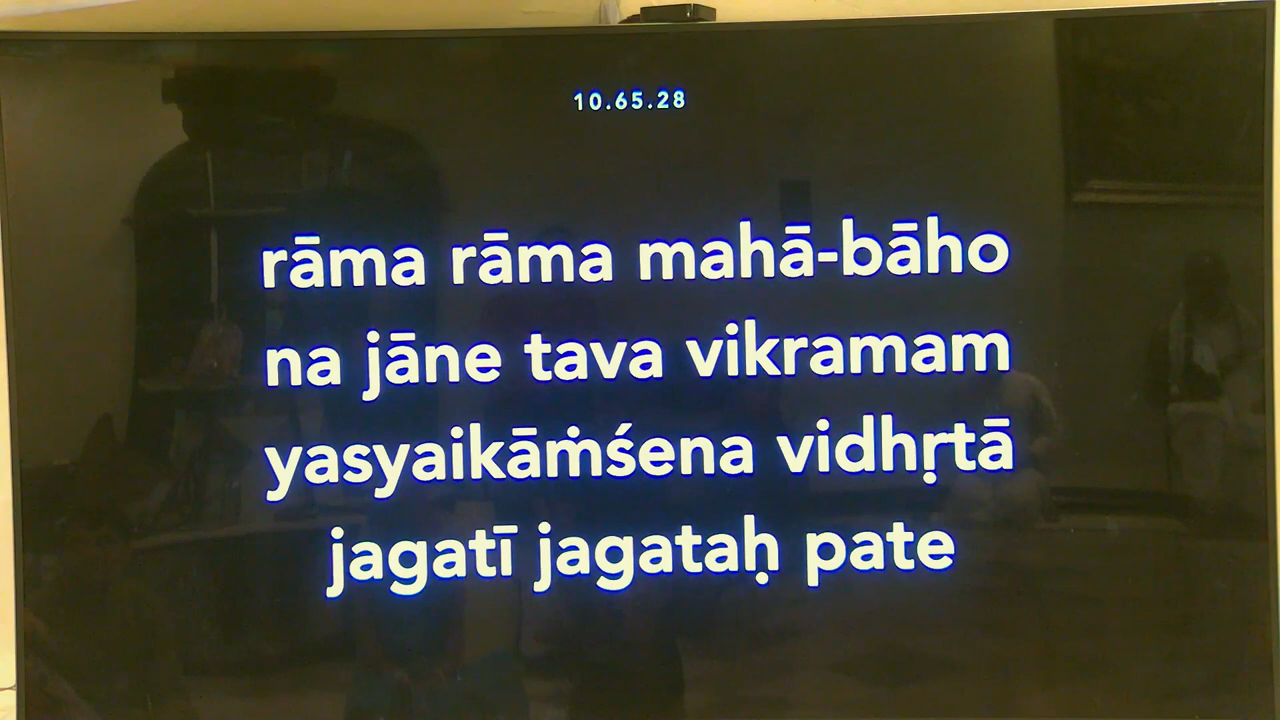 10.65.28
rāma rāma mahā-bāho
na jāne tava vikramam
yasyaikāṁśena vidhṛtā
jagatī jagataḥ pate